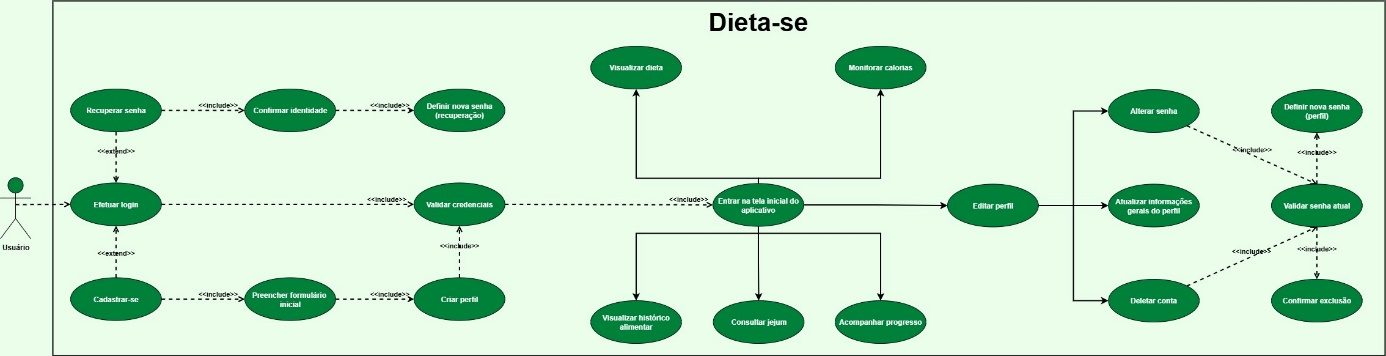 Dieta-se
Visualizar dieta
Monitorar calorias
Recuperar senha
<<include>>
Confirmar identidade
<<include>>
Definir nova senha
(recuperação)
Alterar senha
Definir nova senha
(perfil)
<<extend>>
<<include>>
<<include>>
Usuário
Efetuar login
<<include>>
Validar credenciais
<<include>>
Entrar na tela inicial do
aplicativo
Editar perfil
Atualizar informações
gerais do perfil
Validar senha atual
<<extend>>
<<include>>
<<include>>
<<include>>
Cadastrar-se
<<include>>
Preencher formulário
inicial
<<include>>
Criar perfil
Visualizar histórico
alimentar
Consultar jejum
Acompanhar progresso
Deletar conta
Confirmar exclusão